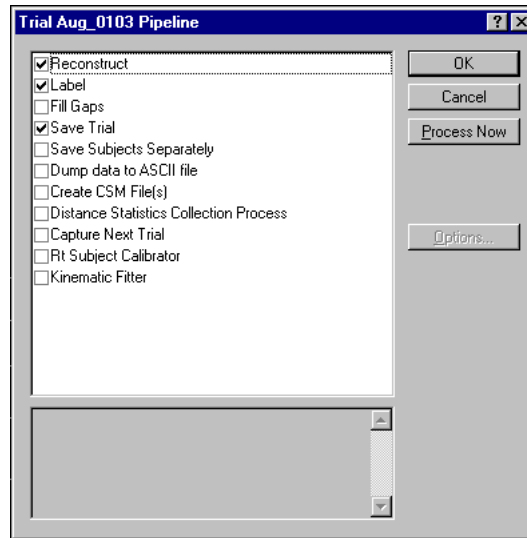 Trial Aug_0103 Pipeline
Reconstruct
Label
Fill Gaps
Save Trial
Save Subjects Separately
Dump data to ASCII file
Create CSM File(s)
Distance Statistics Collection Process
Capture Next Trial
Rt Subject Calibrator
Kinematic Fitter
OK
Cancel
Process Now
Options...